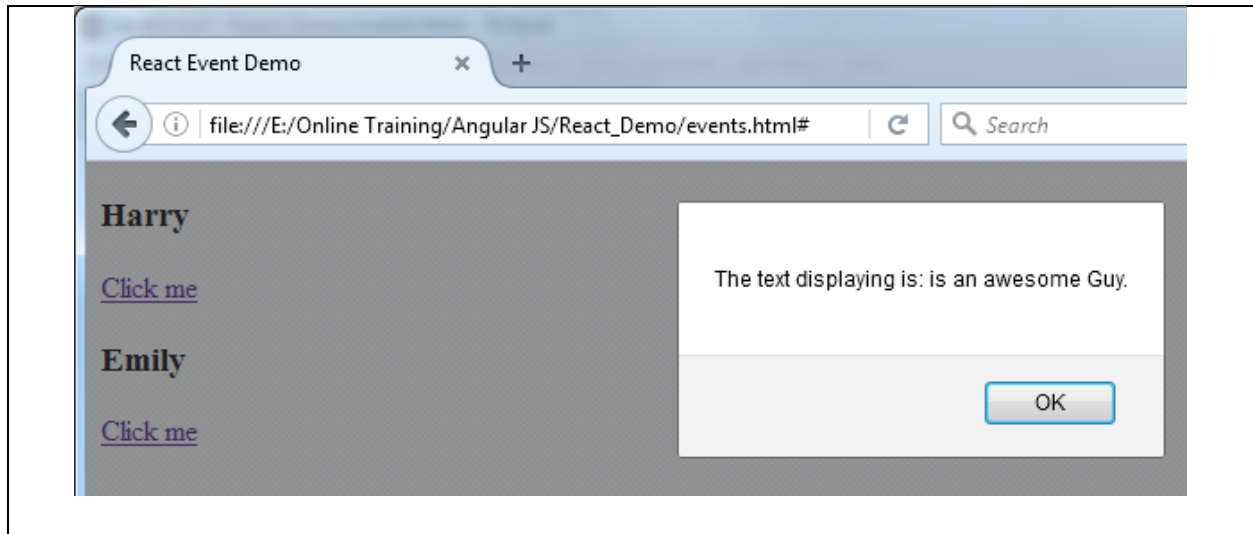 React Event Demo
file:///E:/Online Training/Angular JS/React_Demo/events.html#
Search
Harry
Click me
The text displaying is: is an awesome Guy.
Emily
OK
Click me